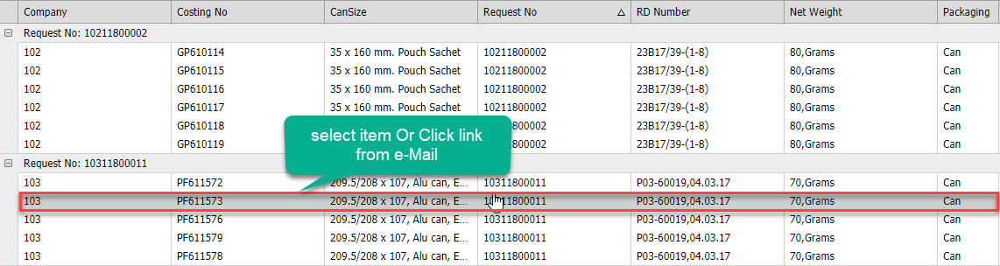 Company Costing No CanSize Request No RD Number Net Weight Packaging
Request No: 10211800002
102 GP610114 35 x 160 mm. Pouch Sachet 10211800002 23B17/39-(1-8) 80,Grams Can
102 GP610115 35 x 160 mm. Pouch Sachet 10211800002 23B17/39-(1-8) 80,Grams Can
102 GP610116 35 x 160 mm. Pouch Sachet 10211800002 23B17/39-(1-8) 80,Grams Can
102 GP610117 35 x 160 mm. Pouch Sachet 10211800002 23B17/39-(1-8) 80,Grams Can
102 GP610118 10211800002 23B17/39-(1-8) 80,Grams Can
102 GP610119 10211800002 23B17/39-(1-8) 80,Grams Can
select item Or Click link
from e-Mail
Request No: 10311800011
103 PF611572 209.5/208 x 107, Alu can, E... 10311800011 P03-60019,04.03.17 70,Grams Can
103 PF611573 209.5/208 x 107, Alu can, E... 10311800011 P03-60019,04.03.17 70,Grams Can
103 PF611576 209.5/208 x 107, Alu can, E... 10311800011 P03-60019,04.03.17 70,Grams Can
103 PF611579 209.5/208 x 107, Alu can, E... 10311800011 P03-60019,04.03.17 70,Grams Can
103 PF611578 209.5/208 x 107, Alu can, E... 10311800011 P03-60019,04.03.17 70,Grams Can